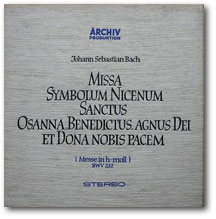 ARCHIV
PRODUKTION
Johann Sebastian Bach
MISSA
SYMBOLUM NICENUM
SANCTUS
OSANNA, BENEDICTUS, AGNUS DEI
ET DONA NOBIS PACEM
(Messe in h-moll)
BWV 232
STEREO